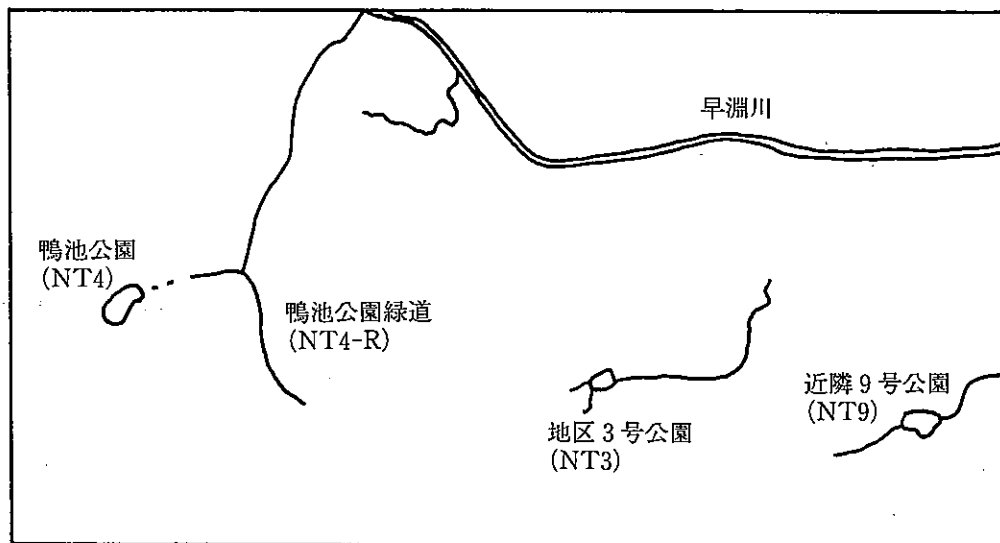 早淵川
鴨池公園
(NT4)
鴨池公園緑道
(NT4-R)
地区3号公園
(NT3)
近隣9号公園
(NT9)